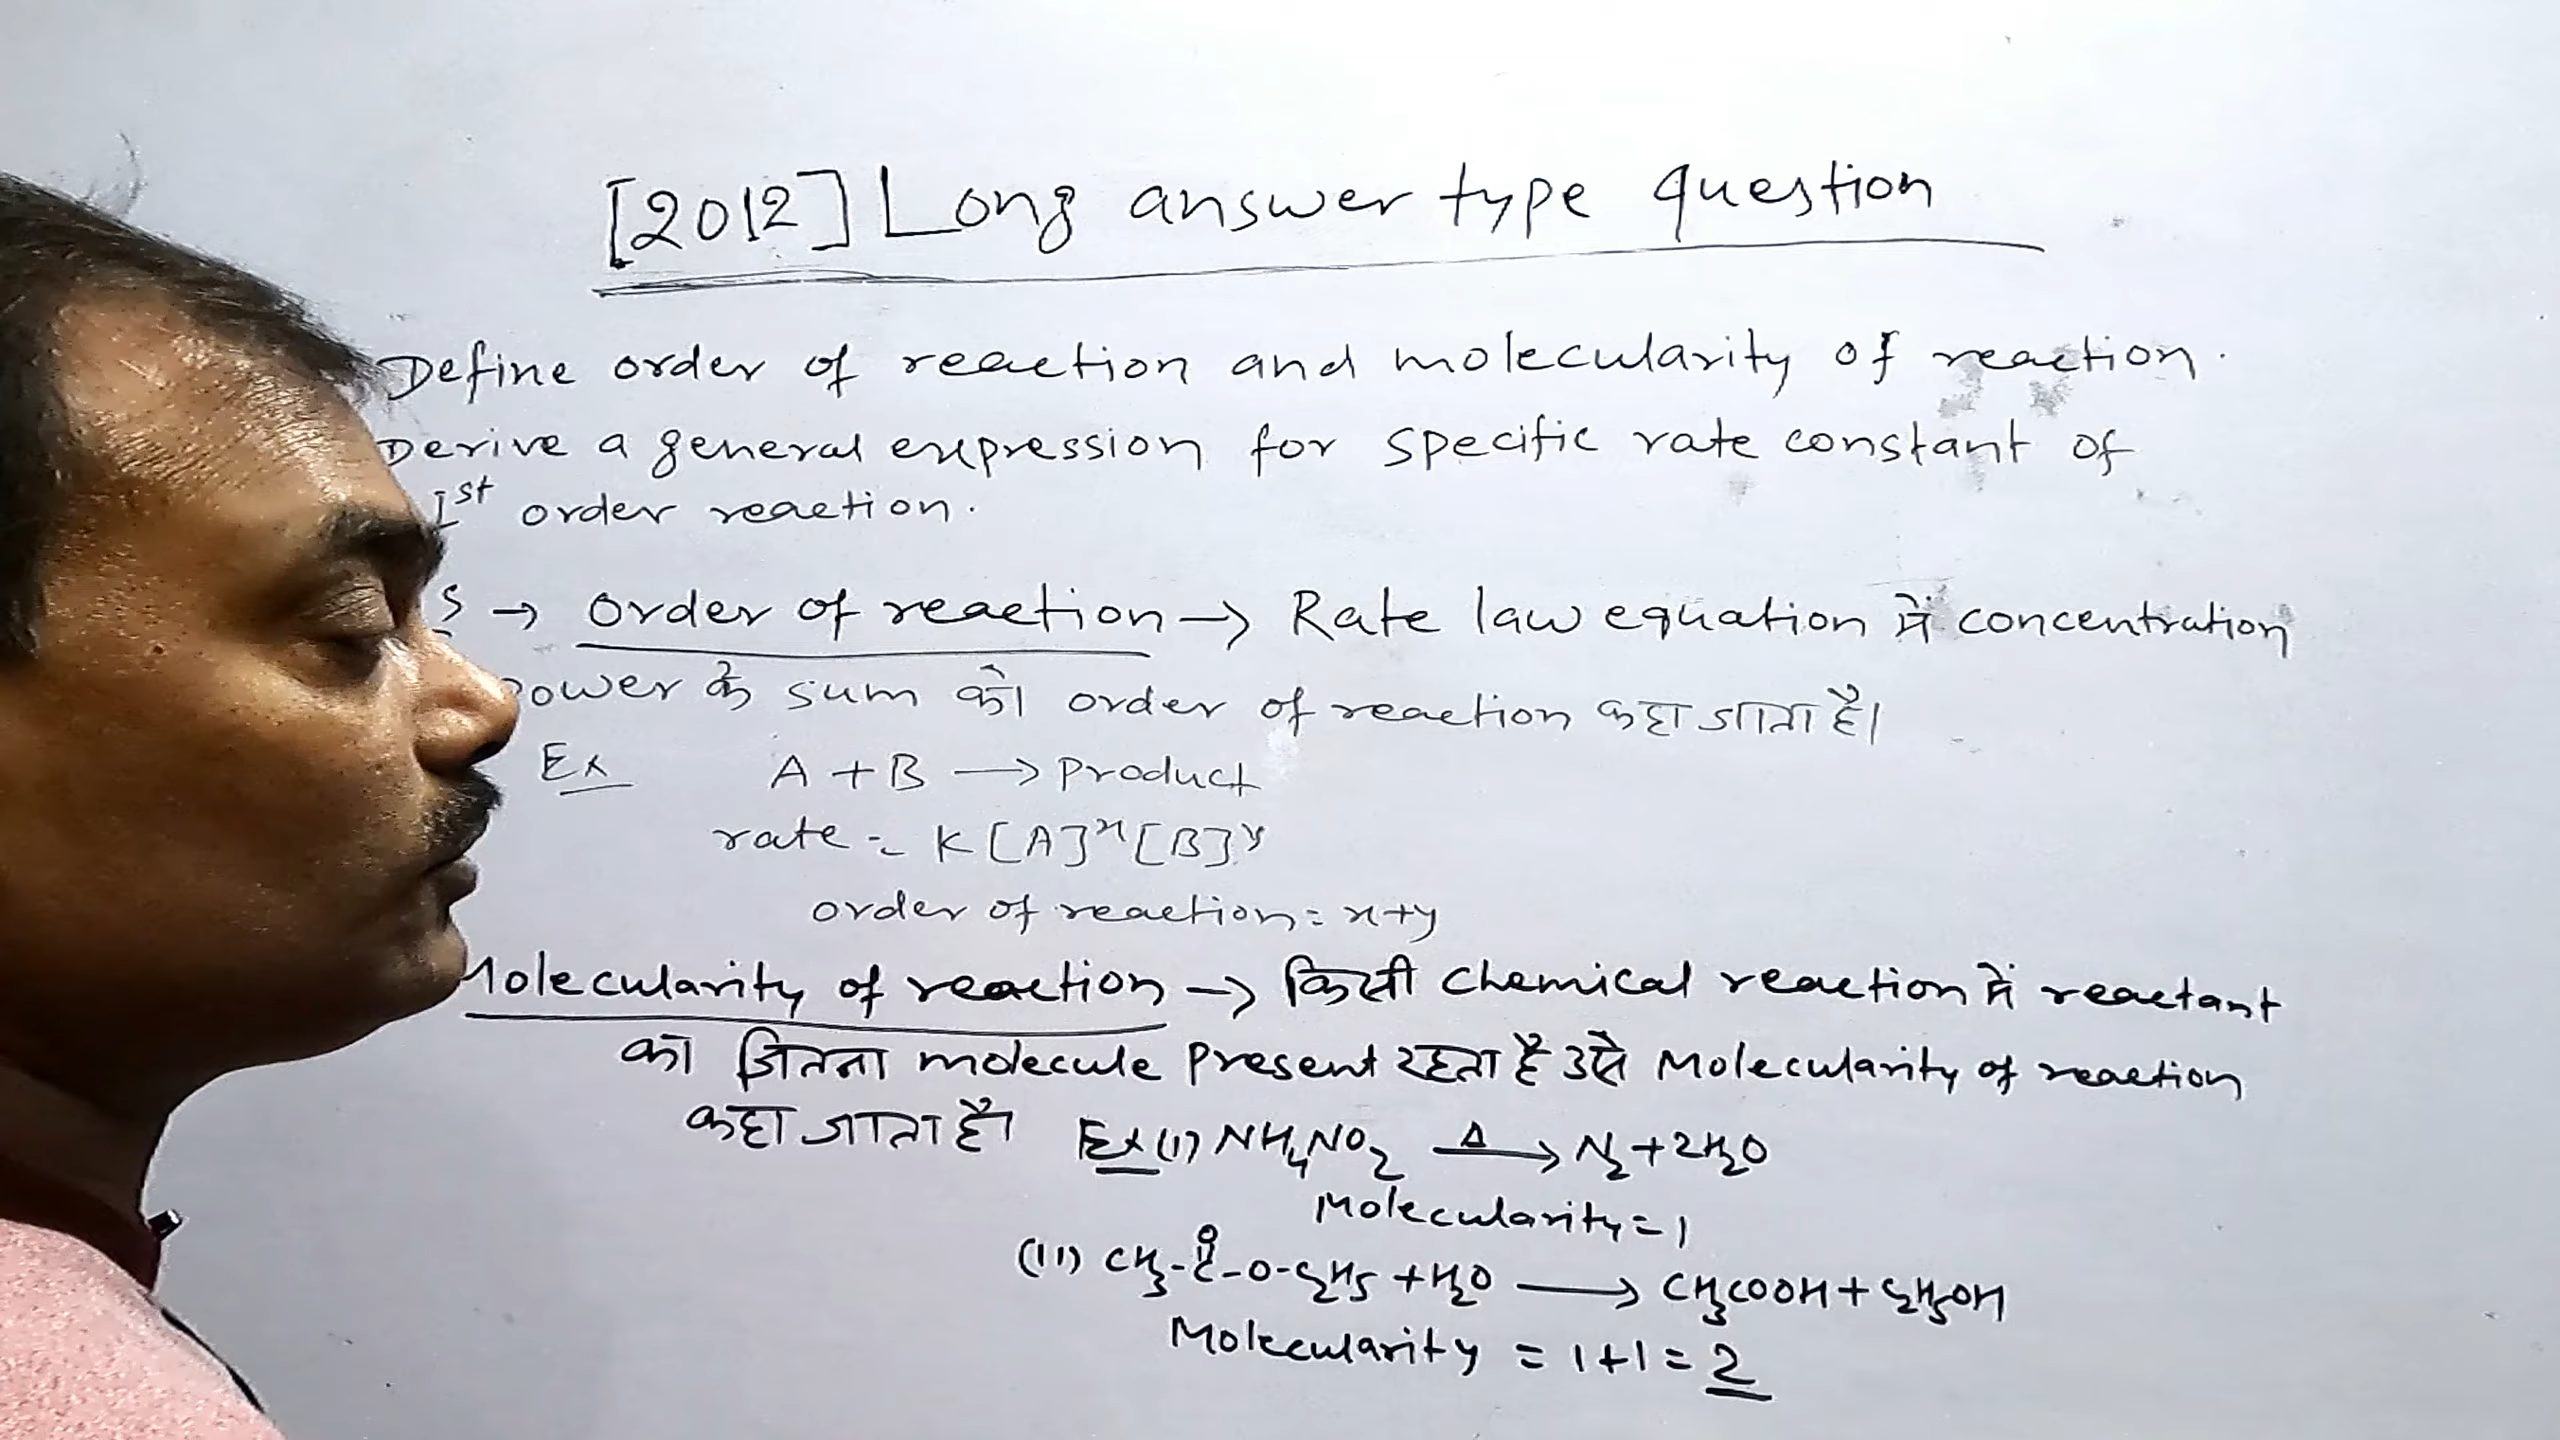 [2012] Long answer type question
Define order of reaction and molecularity of reaction.
Derive a general expression for specific rate constant of
Ist order reaction.
s → order of reaction → Rate law equation में concentration
power के sum को order of reaction कहा जाता है।
Ex A + B → product
rate = K[A]^x[B]^y
order of reaction = x+y
Molecularity of reaction → किसी chemical reaction में reactant
का जितना molecule present रहता है उसे Molecularity of reaction
कहा जाता है। Ex (i) NH₄NO₂ —Δ→ N₂ + 2H₂O
Molecularity = 1
(ii) CH₃-C(O)-O-C₂H₅ + H₂O → CH₃COOH + C₂H₅OH
Molecularity = 1+1 = 2